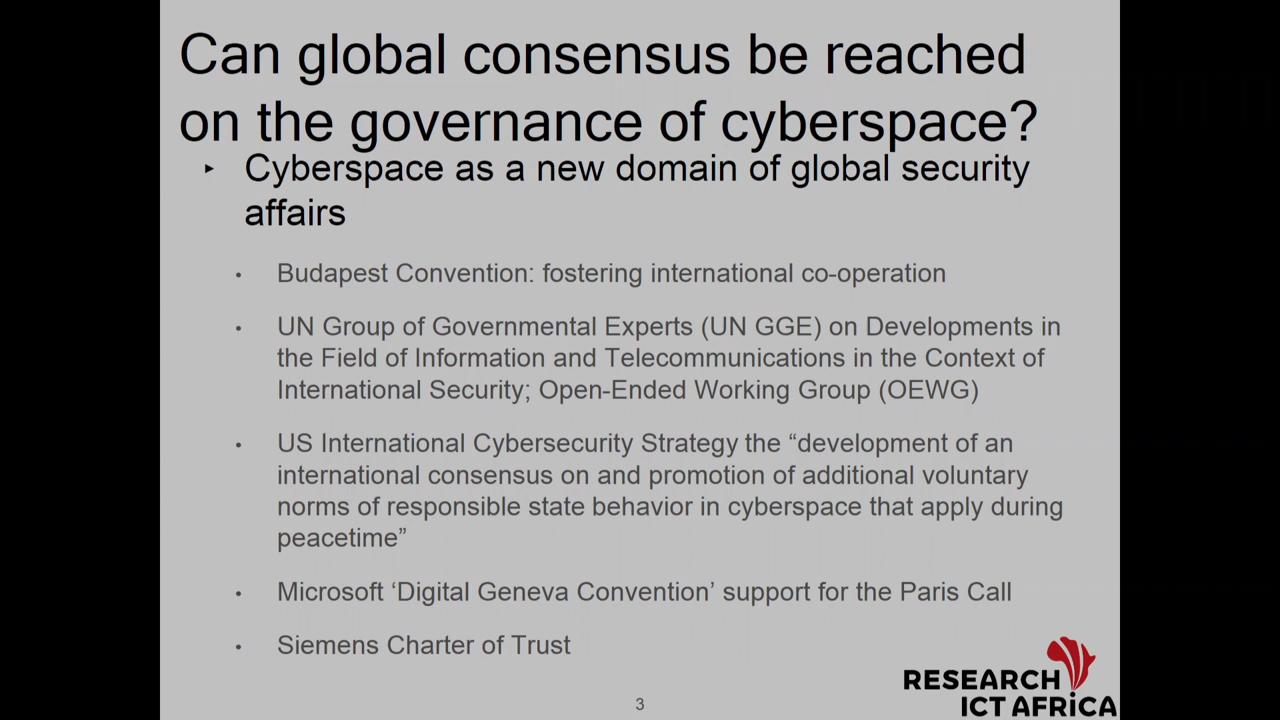 Can global consensus be reached
on the governance of cyberspace?
‣ Cyberspace as a new domain of global security
affairs
• Budapest Convention: fostering international co-operation
• UN Group of Governmental Experts (UN GGE) on Developments in
the Field of Information and Telecommunications in the Context of
International Security; Open-Ended Working Group (OEWG)
• US International Cybersecurity Strategy the “development of an
international consensus on and promotion of additional voluntary
norms of responsible state behavior in cyberspace that apply during
peacetime”
• Microsoft ‘Digital Geneva Convention’ support for the Paris Call
• Siemens Charter of Trust
3
RESEARCH
ICT AFRICA